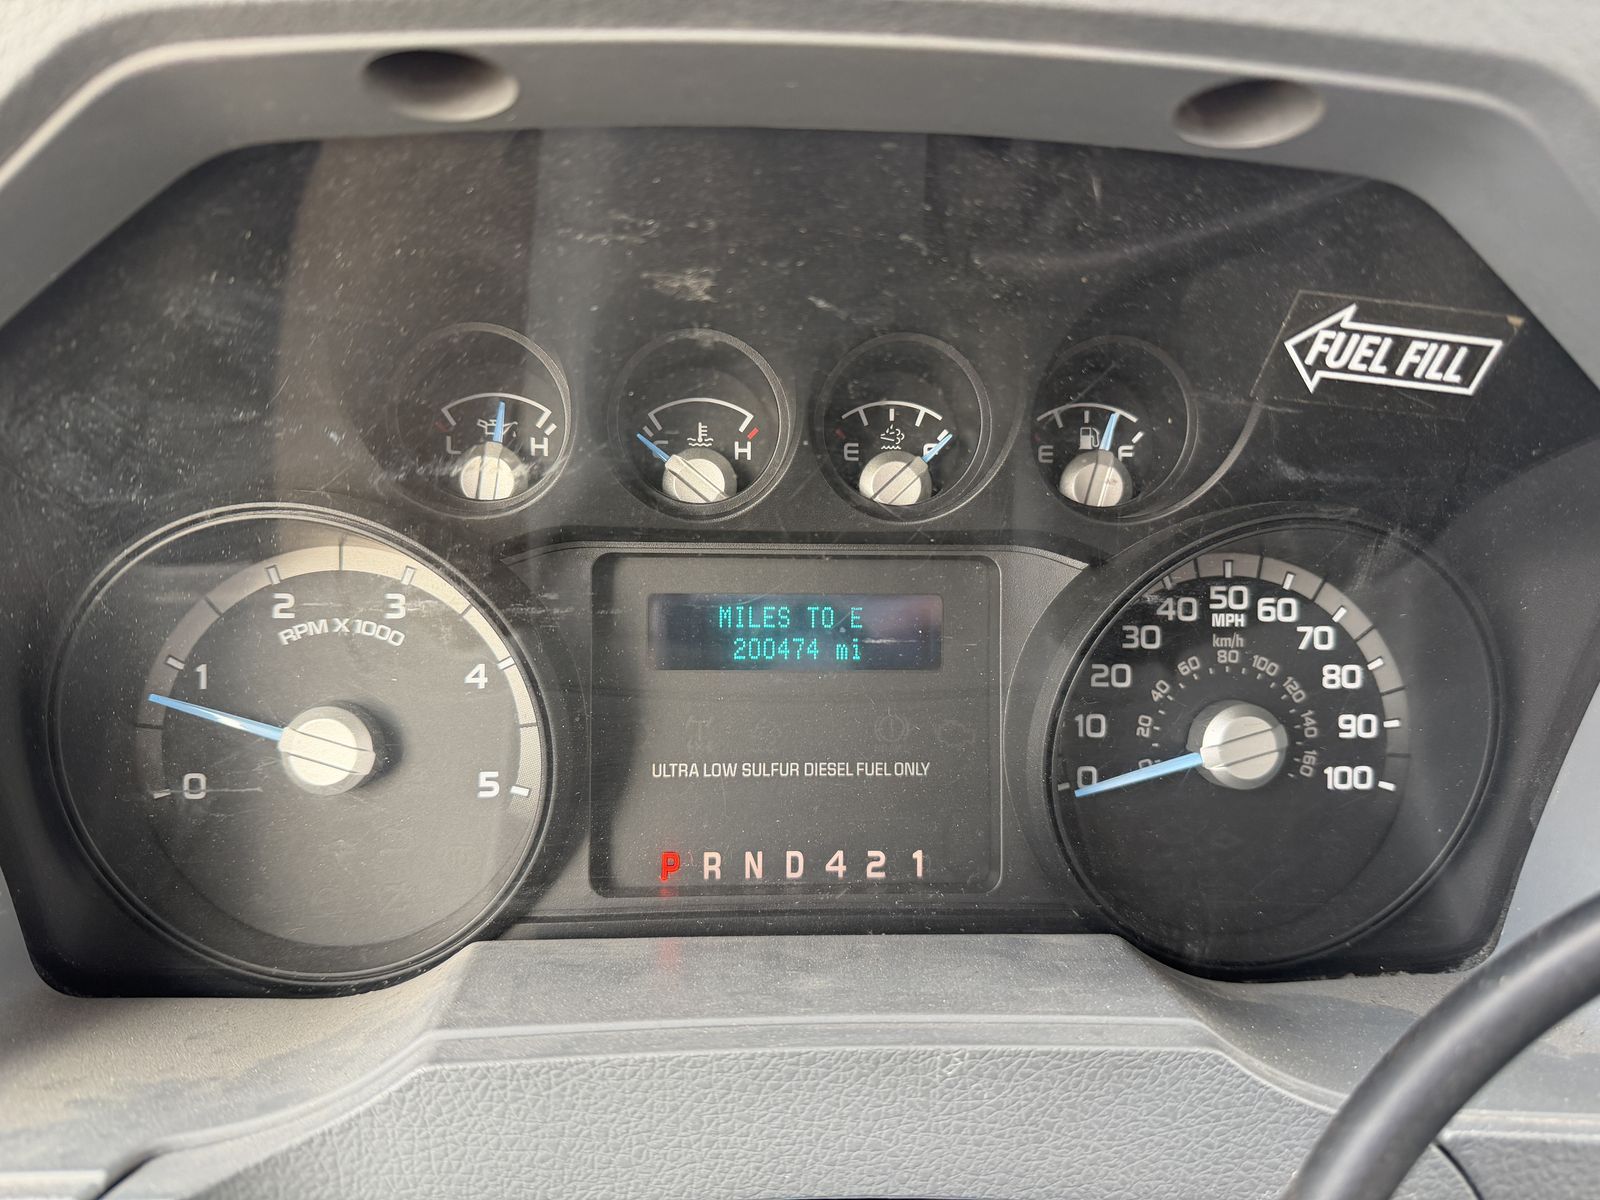 FUEL FILL
L H
C H
E F
E F
MILES TO E
200474 mi
0 1 2 3 4 5
RPM X 1000
ULTRA LOW SULFUR DIESEL FUEL ONLY
P R N D 4 2 1
0 10 20 30 40 50 60 70 80 90 100
MPH
km/h
20 40 60 80 100 120 140 160